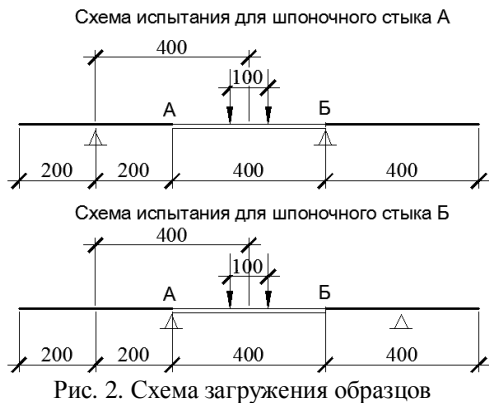 Схема испытания для шпоночного стыка А
400
100
А Б
200 200 400 400
Схема испытания для шпоночного стыка Б
400
100
А Б
200 200 400 400
Рис. 2. Схема загружения образцов